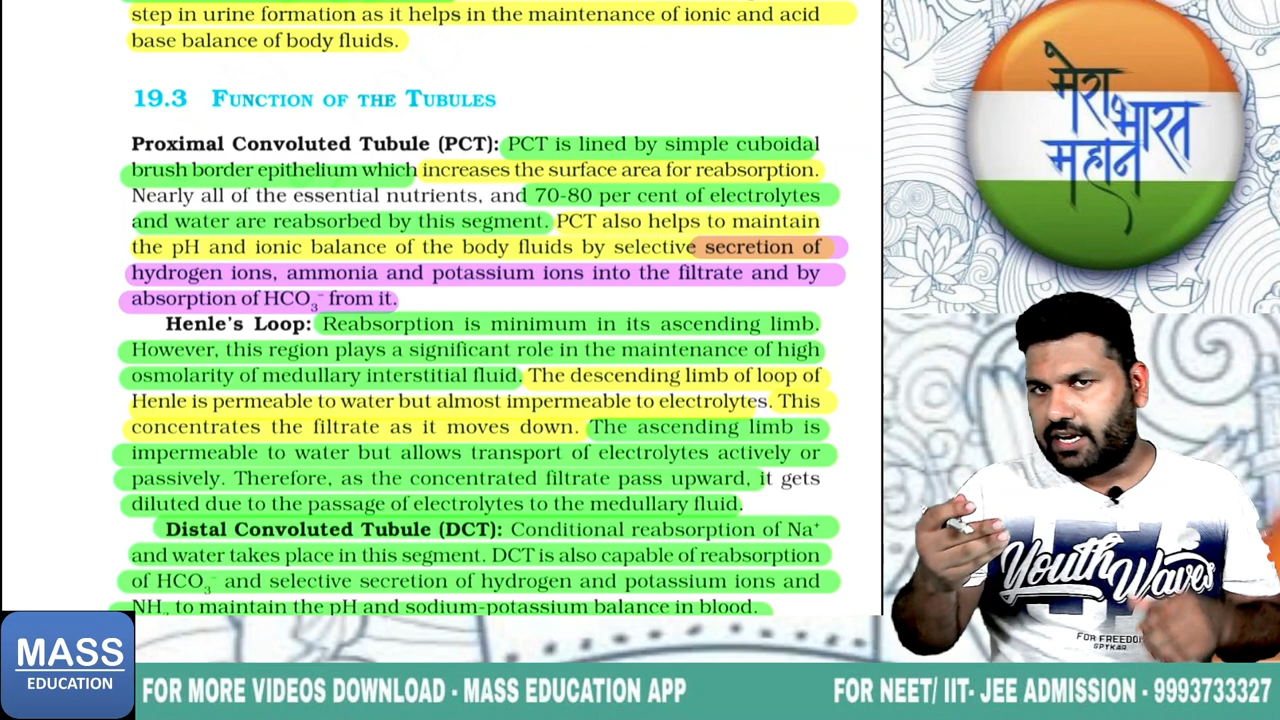 step in urine formation as it helps in the maintenance of ionic and acid
base balance of body fluids.
19.3 FUNCTION OF THE TUBULES
Proximal Convoluted Tubule (PCT): PCT is lined by simple cuboidal
brush border epithelium which increases the surface area for reabsorption.
Nearly all of the essential nutrients, and 70-80 per cent of electrolytes
and water are reabsorbed by this segment. PCT also helps to maintain
the pH and ionic balance of the body fluids by selective secretion of
hydrogen ions, ammonia and potassium ions into the filtrate and by
absorption of HCO₃⁻ from it.
Henle's Loop: Reabsorption is minimum in its ascending limb.
However, this region plays a significant role in the maintenance of high
osmolarity of medullary interstitial fluid. The descending limb of loop of
Henle is permeable to water but almost impermeable to electrolytes. This
concentrates the filtrate as it moves down. The ascending limb is
impermeable to water but allows transport of electrolytes actively or
passively. Therefore, as the concentrated filtrate pass upward, it gets
diluted due to the passage of electrolytes to the medullary fluid.
Distal Convoluted Tubule (DCT): Conditional reabsorption of Na⁺
and water takes place in this segment. DCT is also capable of reabsorption
of HCO₃⁻ and selective secretion of hydrogen and potassium ions and
NH₃ to maintain the pH and sodium-potassium balance in blood.
मेरा
भारत
महान
Youth Waves
FOR FREEDOM
SPYKAR
MASS
EDUCATION
FOR MORE VIDEOS DOWNLOAD - MASS EDUCATION APP
FOR NEET/ IIT- JEE ADMISSION - 9993733327